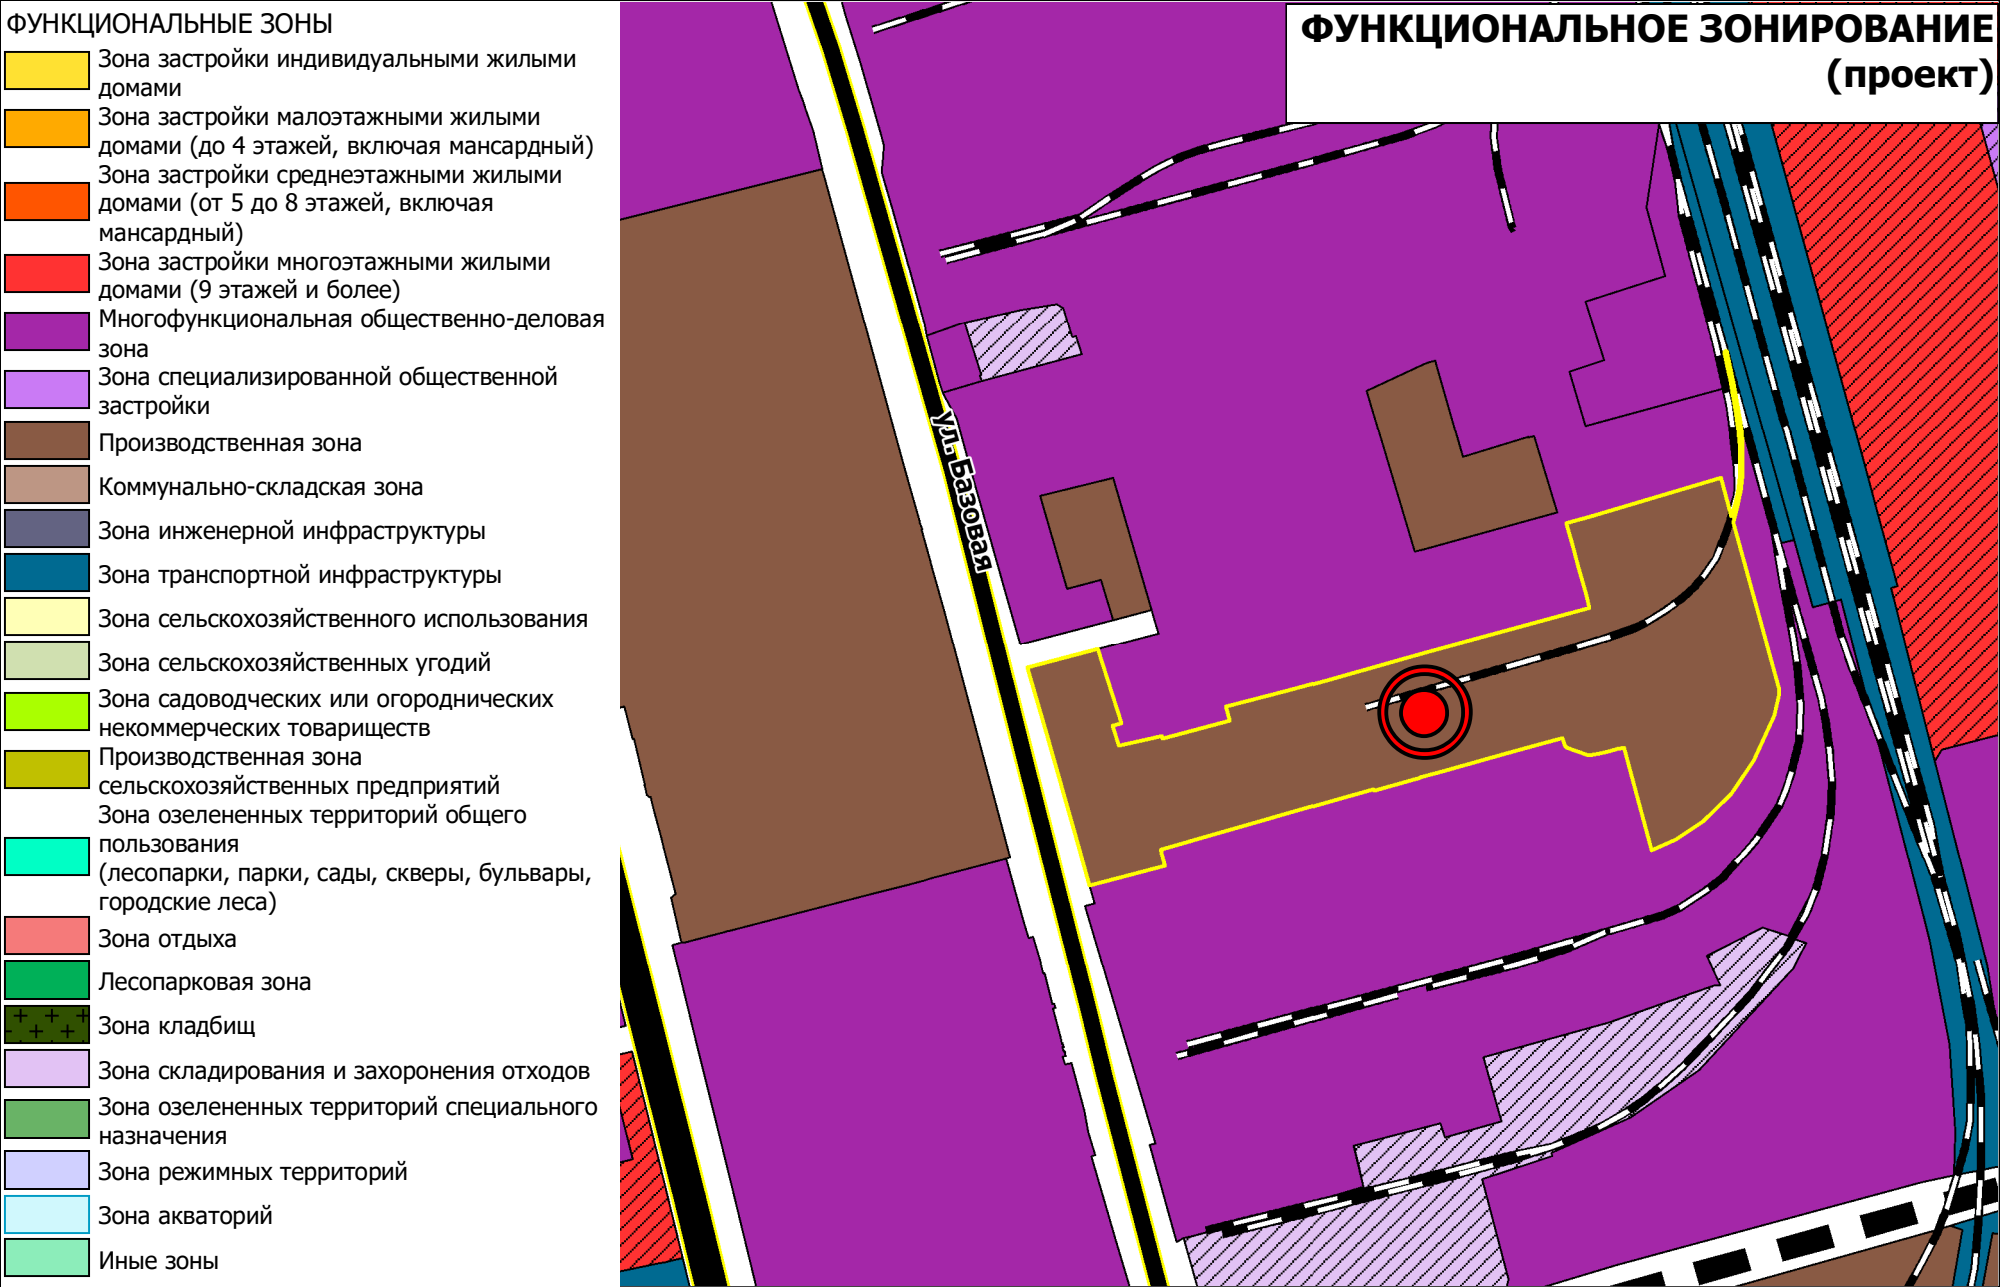 ФУНКЦИОНАЛЬНЫЕ ЗОНЫ
Зона застройки индивидуальными жилыми
домами
Зона застройки малоэтажными жилыми
домами (до 4 этажей, включая мансардный)
Зона застройки среднеэтажными жилыми
домами (от 5 до 8 этажей, включая
мансардный)
Зона застройки многоэтажными жилыми
домами (9 этажей и более)
Многофункциональная общественно-деловая
зона
Зона специализированной общественной
застройки
Производственная зона
Коммунально-складская зона
Зона инженерной инфраструктуры
Зона транспортной инфраструктуры
Зона сельскохозяйственного использования
Зона сельскохозяйственных угодий
Зона садоводческих или огороднических
некоммерческих товариществ
Производственная зона
сельскохозяйственных предприятий
Зона озелененных территорий общего
пользования
(лесопарки, парки, сады, скверы, бульвары,
городские леса)
Зона отдыха
Лесопарковая зона
Зона кладбищ
Зона складирования и захоронения отходов
Зона озелененных территорий специального
назначения
Зона режимных территорий
Зона акваторий
Иные зоны
ФУНКЦИОНАЛЬНОЕ ЗОНИРОВАНИЕ
(проект)
ул. Базовая